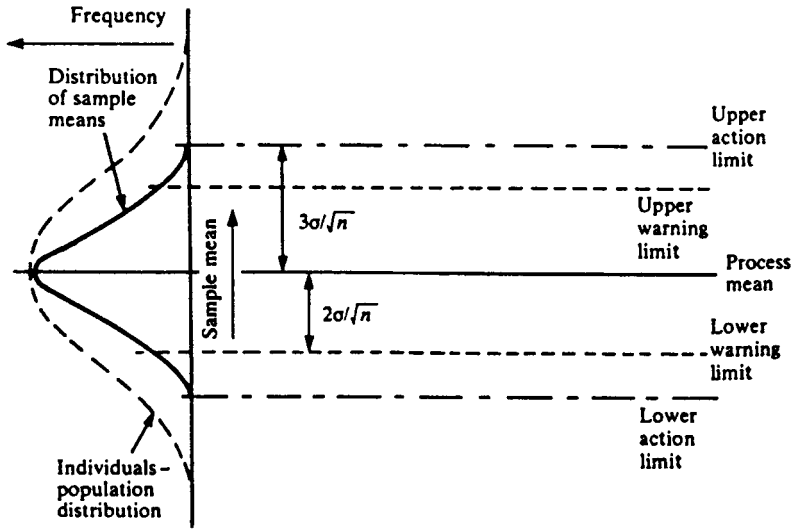 Frequency
Distribution
of sample
means
Upper
action
limit
3σ/√n
Upper
warning
limit
Sample mean
Process
mean
2σ/√n
Lower
warning
limit
Lower
action
limit
Individuals –
population
distribution